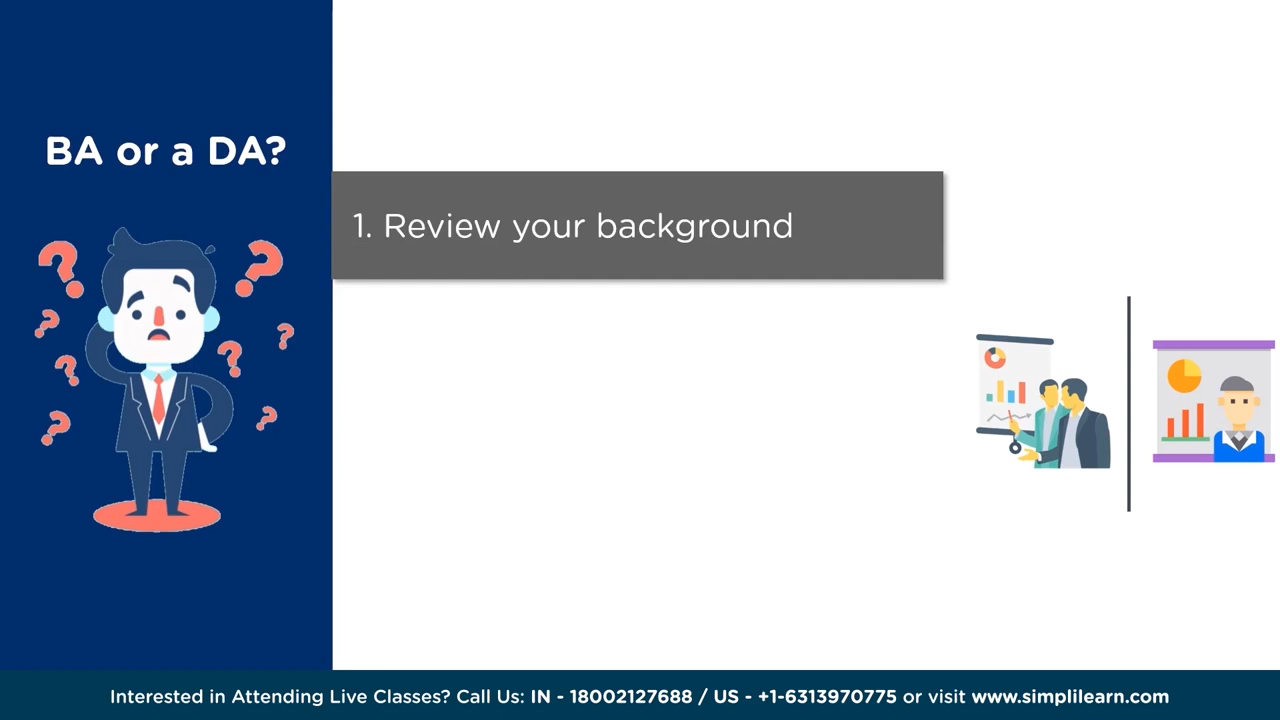 BA or a DA?
1. Review your background
Interested in Attending Live Classes? Call Us: IN - 18002127688 / US - +1-6313970775 or visit www.simplilearn.com